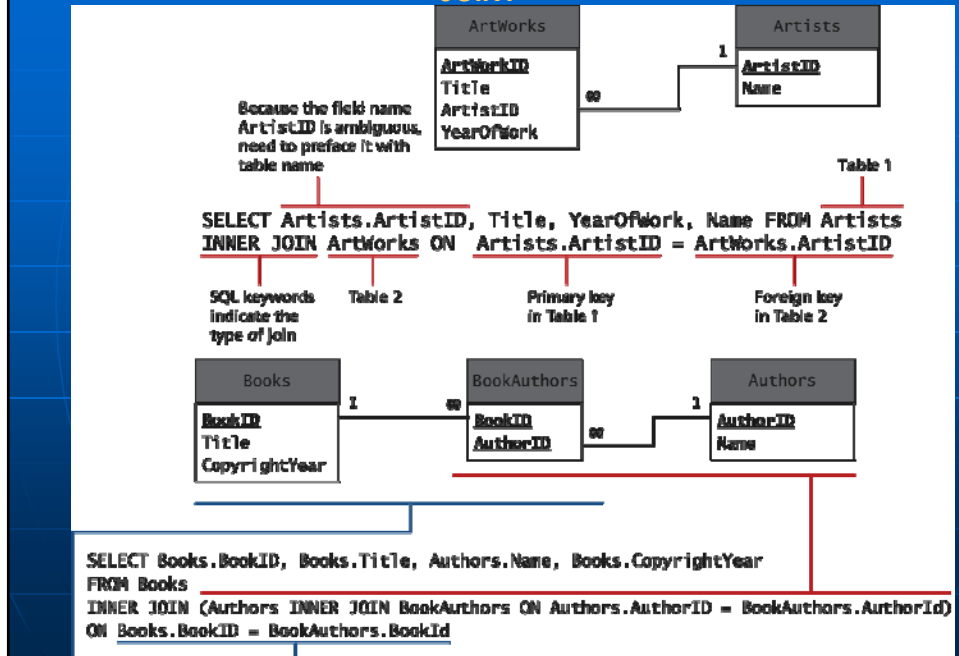 ArtWorks
Artists
ArtWorkID
Title
ArtistID
YearOfWork
∞
1
ArtistID
Name
Because the field name
ArtistID is ambiguous,
need to preface it with
table name
Table 1
SELECT Artists.ArtistID, Title, YearOfWork, Name FROM Artists
INNER JOIN ArtWorks ON Artists.ArtistID = ArtWorks.ArtistID
SQL keywords
indicate the
type of join
Table 2
Primary key
in Table 1
Foreign key
in Table 2
Books
BookAuthors
Authors
BookID
Title
CopyrightYear
1
∞
BookID
AuthorID
∞
1
AuthorID
Name
SELECT Books.BookID, Books.Title, Authors.Name, Books.CopyrightYear
FROM Books
INNER JOIN (Authors INNER JOIN BookAuthors ON Authors.AuthorID = BookAuthors.AuthorId)
ON Books.BookID = BookAuthors.BookId